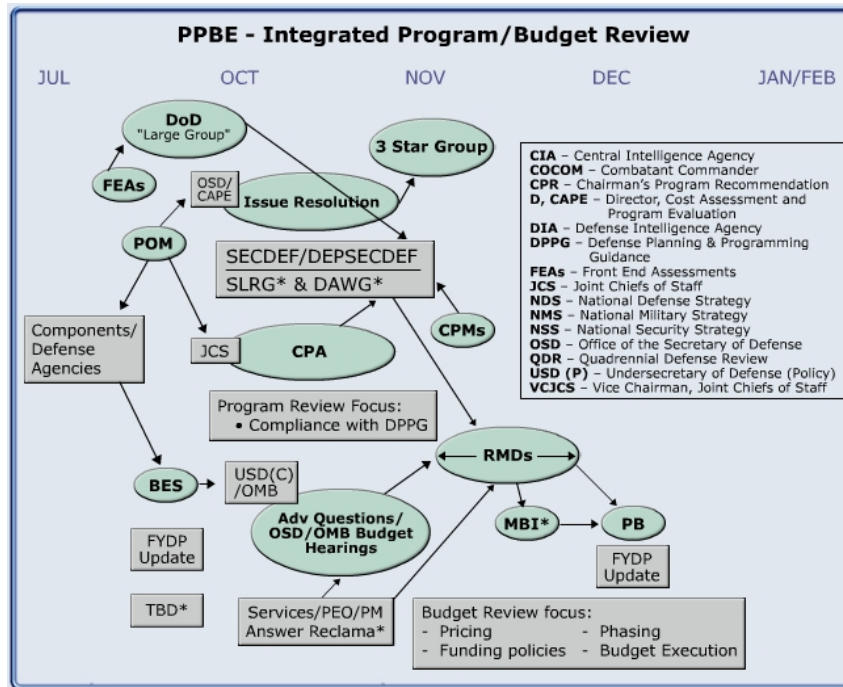 PPBE - Integrated Program/Budget Review
JUL
OCT
NOV
DEC
JAN/FEB
DoD
"Large Group"
3 Star Group
FEAs
OSD/
CAPE
Issue Resolution
POM
SECDEF/DEPSECDEF
SLRG* & DAWG*
Components/
Defense
Agencies
JCS
CPA
CPMs
Program Review Focus:
• Compliance with DPPG
CIA – Central Intelligence Agency
COCOM – Combatant Commander
CPR – Chairman's Program Recommendation
D, CAPE – Director, Cost Assessment and
Program Evaluation
DIA – Defense Intelligence Agency
DPPG – Defense Planning & Programming
Guidance
FEAs – Front End Assessments
JCS – Joint Chiefs of Staff
NDS – National Defense Strategy
NMS – National Military Strategy
NSS – National Security Strategy
OSD – Office of the Secretary of Defense
QDR – Quadrennial Defense Review
USD (P) – Undersecretary of Defense (Policy)
VCJCS – Vice Chairman, Joint Chiefs of Staff
RMDs
BES
USD(C)
/OMB
Adv Questions/
OSD/OMB Budget
Hearings
MBI*
PB
FYDP
Update
FYDP
Update
TBD*
Services/PEO/PM
Answer Reclama*
Budget Review focus:
- Pricing - Phasing
- Funding policies - Budget Execution